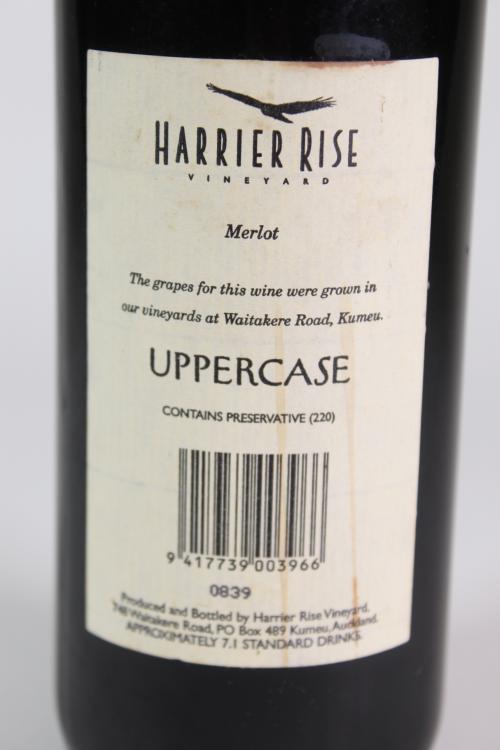 HARRIER RISE
VINEYARD
Merlot
The grapes for this wine were grown in
our vineyards at Waitakere Road, Kumeu.
UPPERCASE
CONTAINS PRESERVATIVE (220)
9 417739 003966
0839
Produced and Bottled by Harrier Rise Vineyard,
748 Waitakere Road, PO Box 489 Kumeu, Auckland.
APPROXIMATELY 7.1 STANDARD DRINKS.